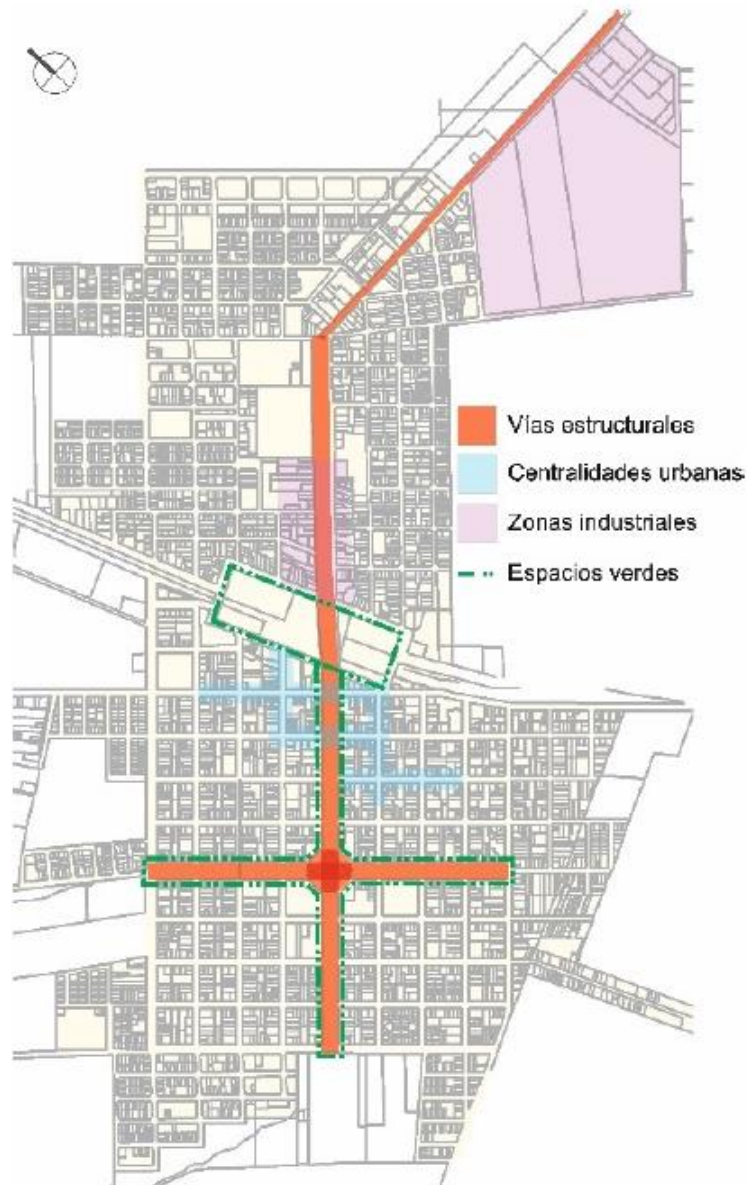 Vías estructurales
Centralidades urbanas
Zonas industriales
Espacios verdes